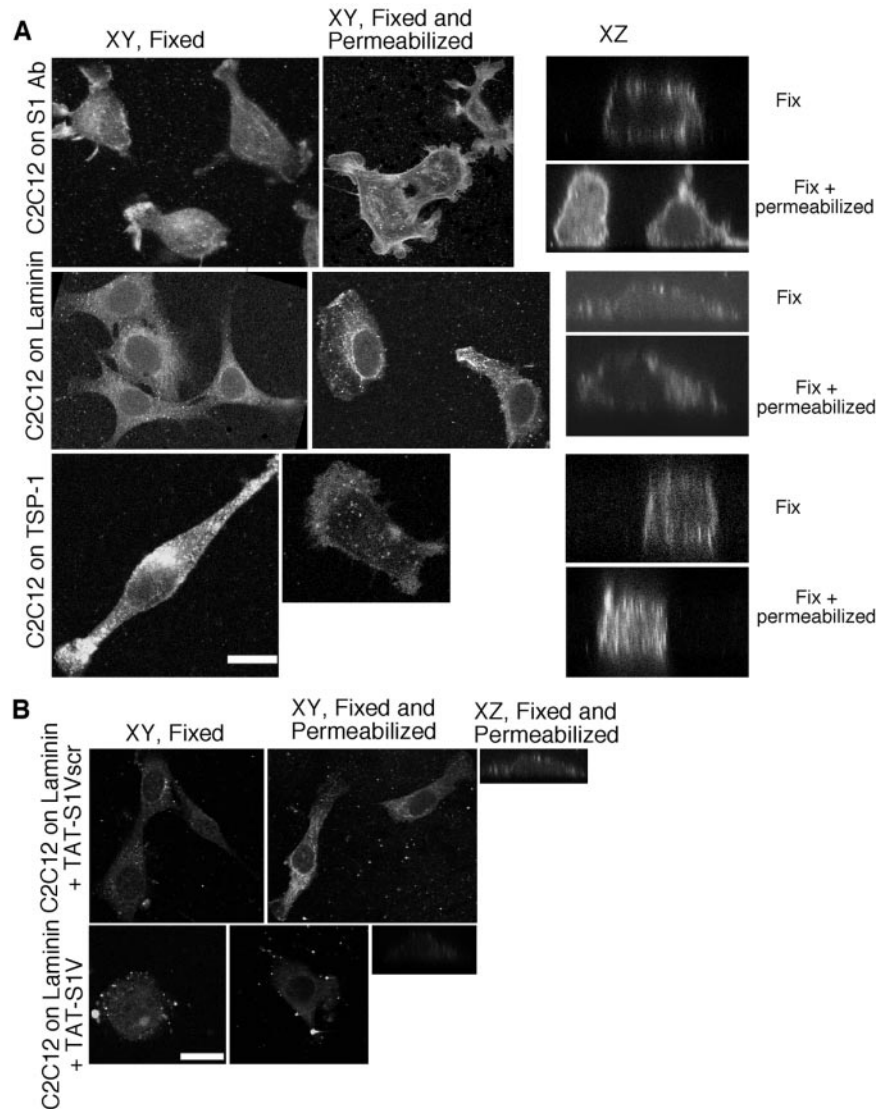 A
XY, Fixed
XY, Fixed and
Permeabilized
XZ
C2C12 on S1 Ab
Fix
Fix +
permeabilized
C2C12 on Laminin
Fix
Fix +
permeabilized
C2C12 on TSP-1
Fix
Fix +
permeabilized
B
XY, Fixed
XY, Fixed and
Permeabilized
XZ, Fixed and
Permeabilized
C2C12 on Laminin
+ TAT-S1Vscr
C2C12 on Laminin
+ TAT-S1V